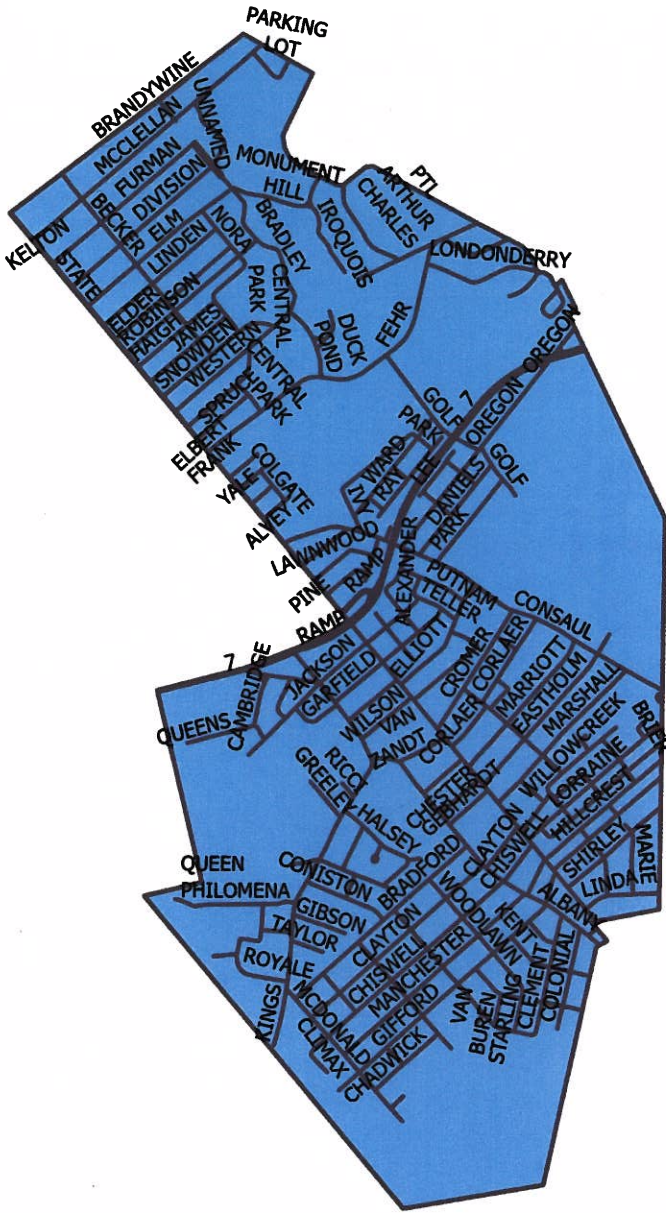 PARKING
LOT
BRANDYWINE
MCCLELLAN
UNNAMED
FURMAN
DIVISION
MONUMENT
HILL
PTL
ARTHUR
CHARLES
BECKER
ELM
NORA
BRADLEY
IROQUOIS
LINDEN
KELTON
STATE
LONDONDERRY
CENTRAL
PARK
ELDER
ROBINSON
HAIGH
JAMES
SNOWDEN
WESTERN
DUCK
POND
FEHR
OREGON
CENTRAL
PARK
SPRUCE
ELBERT
FRANK
GOLF
7
OREGON
PARK
GOLF
WARD
RAY
LEE
DANIELS
PARK
COLGATE
YALE
IVY
ALVEY
LAWNWOOD
RAMP
ALEXANDER
PINE
PUTNAM
TELLER
CONSAUL
RAMP
7
CAMBRIDGE
JACKSON
GARFIELD
ELLIOTT
CROMER
CORLAER
MARRIOTT
EASTHOLM
MARSHALL
QUEENS
WILSON
VAN
ZANDT
CORLAER
WILLOWCREEK
RICCI
GREELEY
HALSEY
CHESTER
GEBHARDT
LORRAINE
HILLCREST
CLAYTON
CHISWELL
SHIRLEY
MARIE
LINDA
QUEEN
PHILOMENA
CONISTON
BRADFORD
WOODLAWN
ALBANY
KENT
GIBSON
TAYLOR
CLAYTON
CHISWELL
MANCHESTER
GIFFORD
ROYALE
KINGS
MCDONALD
CLIMAX
CHADWICK
VAN
BUREN
STARLING
CLEMENT
COLONIAL